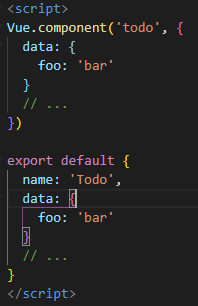 <script>
Vue.component('todo', {
  data: {
    foo: 'bar'
  }
  // ...
})

export default {
  name: 'Todo',
  data: {
    foo: 'bar'
  }
  // ...
}
</script>